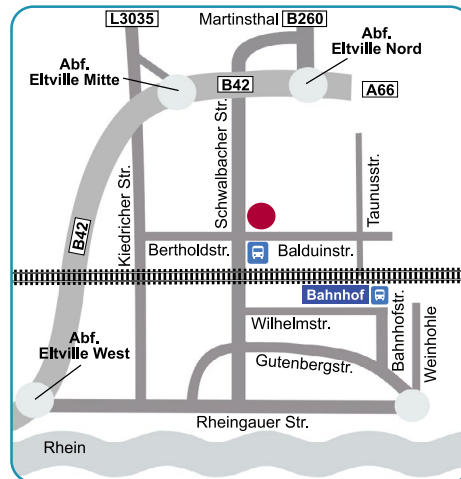 L3035
Martinsthal
B260
Abf.
Eltville Mitte
Abf.
Eltville Nord
B42
A66
Kiedricher Str.
Schwalbacher Str.
Taunusstr.
B42
Bertholdstr.
Balduinstr.
Bahnhof
Wilhelmstr.
Bahnhofstr.
Weinhohle
Gutenbergstr.
Abf.
Eltville West
Rheingauer Str.
Rhein